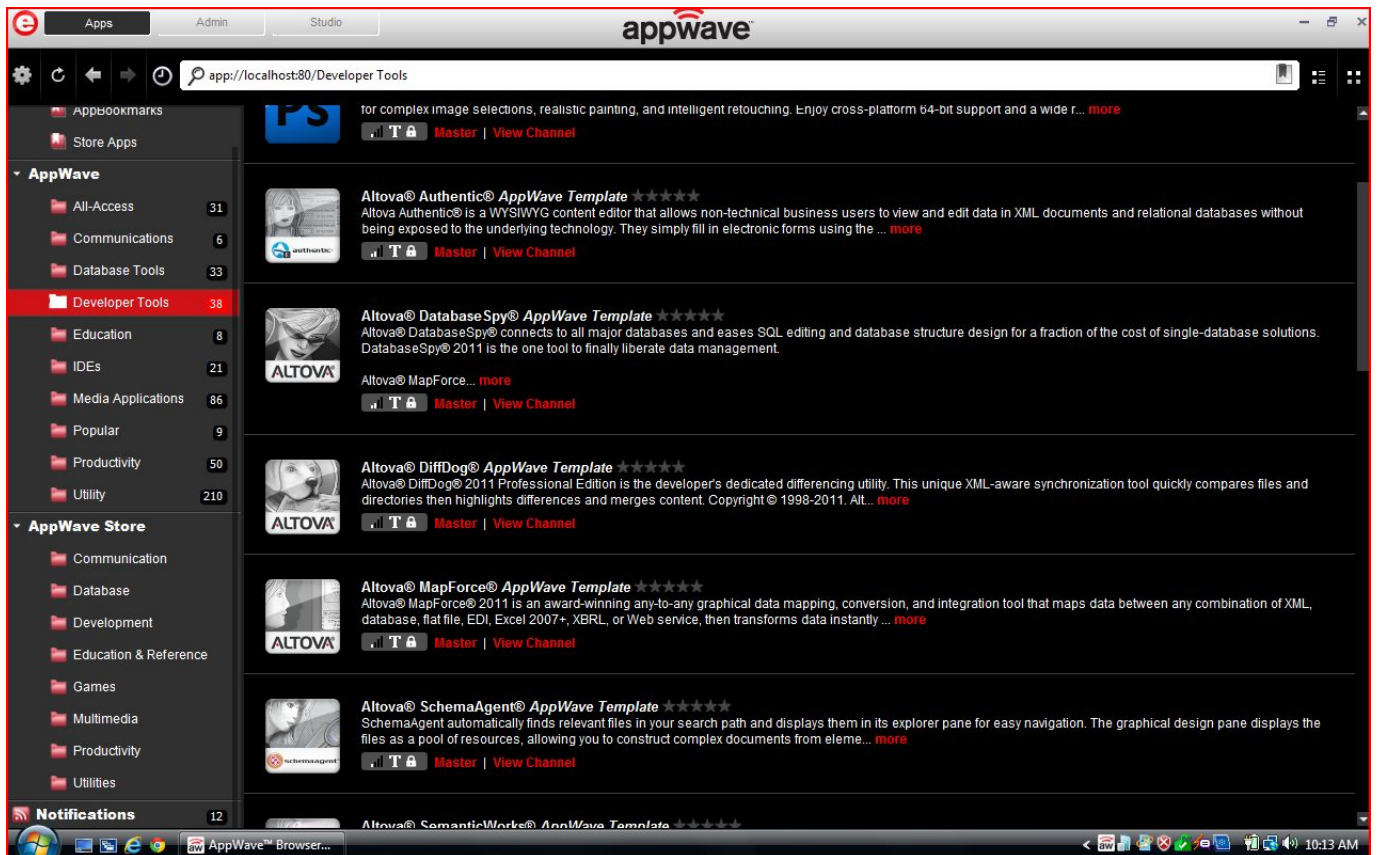 e Apps Admin Studio appwave
app://localhost:80/Developer Tools
AppBookmarks
Store Apps
AppWave
All-Access 31
Communications 6
Database Tools 33
Developer Tools 38
Education 8
IDEs 21
Media Applications 86
Popular 9
Productivity 50
Utility 210
AppWave Store
Communication
Database
Development
Education & Reference
Games
Multimedia
Productivity
Utilities
Notifications 12
PS
for complex image selections, realistic painting, and intelligent retouching. Enjoy cross-platform 64-bit support and a wide r... more
T Master | View Channel
authentic
Altova® Authentic® AppWave Template
Altova Authentic® is a WYSIWYG content editor that allows non-technical business users to view and edit data in XML documents and relational databases without
being exposed to the underlying technology. They simply fill in electronic forms using the ... more
T Master | View Channel
ALTOVA®
Altova® DatabaseSpy® AppWave Template
Altova® DatabaseSpy® connects to all major databases and eases SQL editing and database structure design for a fraction of the cost of single-database solutions.
DatabaseSpy® 2011 is the one tool to finally liberate data management.
Altova® MapForce... more
T Master | View Channel
ALTOVA®
Altova® DiffDog® AppWave Template
Altova® DiffDog® 2011 Professional Edition is the developer's dedicated differencing utility. This unique XML-aware synchronization tool quickly compares files and
directories then highlights differences and merges content. Copyright © 1998-2011. Alt... more
T Master | View Channel
ALTOVA®
Altova® MapForce® AppWave Template
Altova® MapForce® 2011 is an award-winning any-to-any graphical data mapping, conversion, and integration tool that maps data between any combination of XML,
database, flat file, EDI, Excel 2007+, XBRL, or Web service, then transforms data instantly ... more
T Master | View Channel
schemaagent
Altova® SchemaAgent® AppWave Template
SchemaAgent automatically finds relevant files in your search path and displays them in its explorer pane for easy navigation. The graphical design pane displays the
files as a pool of resources, allowing you to construct complex documents from eleme... more
T Master | View Channel
Altova® SemanticWorks® AppWave Template
aw AppWave™ Browser... aw 10:13 AM